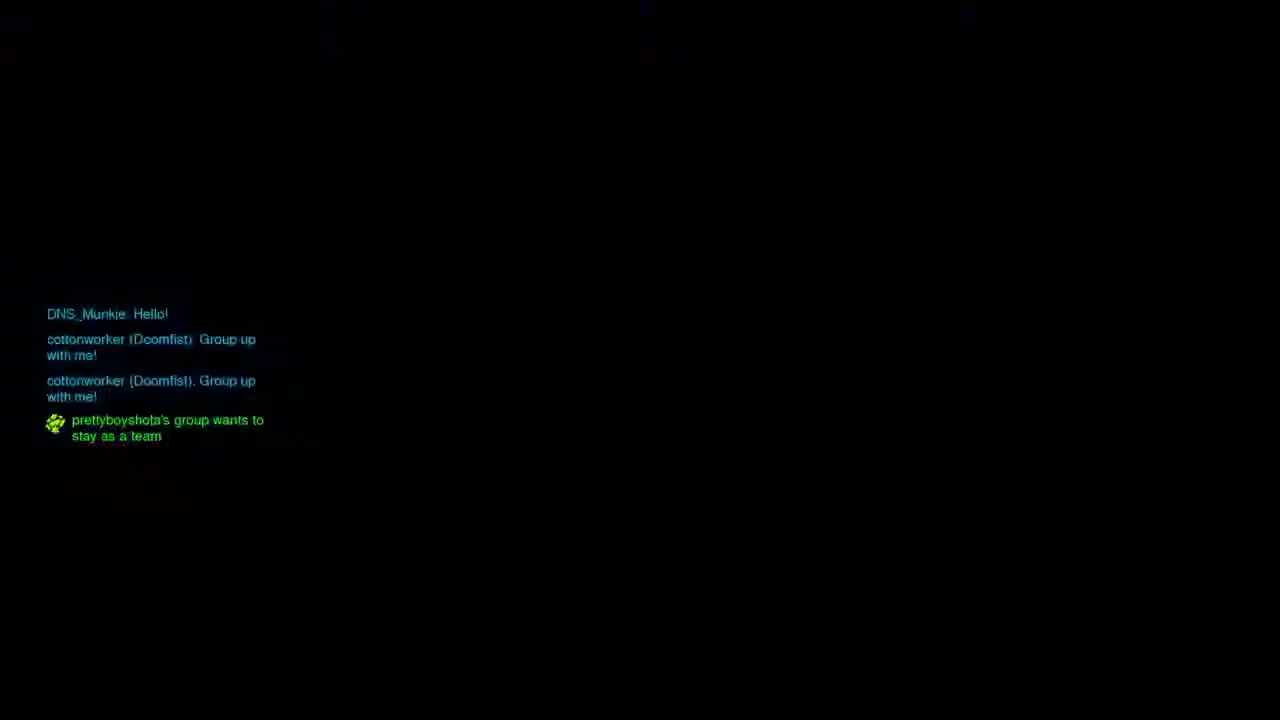 DNS_Munkie: Hello!
cottonworker (Doomfist): Group up
with me!
cottonworker (Doomfist): Group up
with me!
prettyboyshota's group wants to
stay as a team